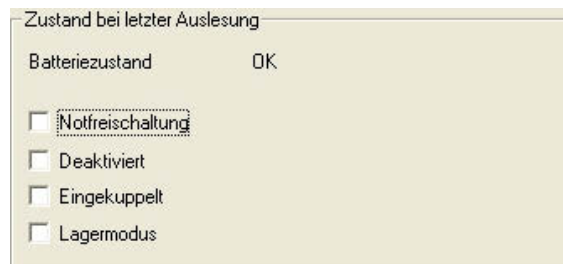 Zustand bei letzter Auslesung
Batteriezustand OK
Notfreischaltung
Deaktiviert
Eingekuppelt
Lagermodus